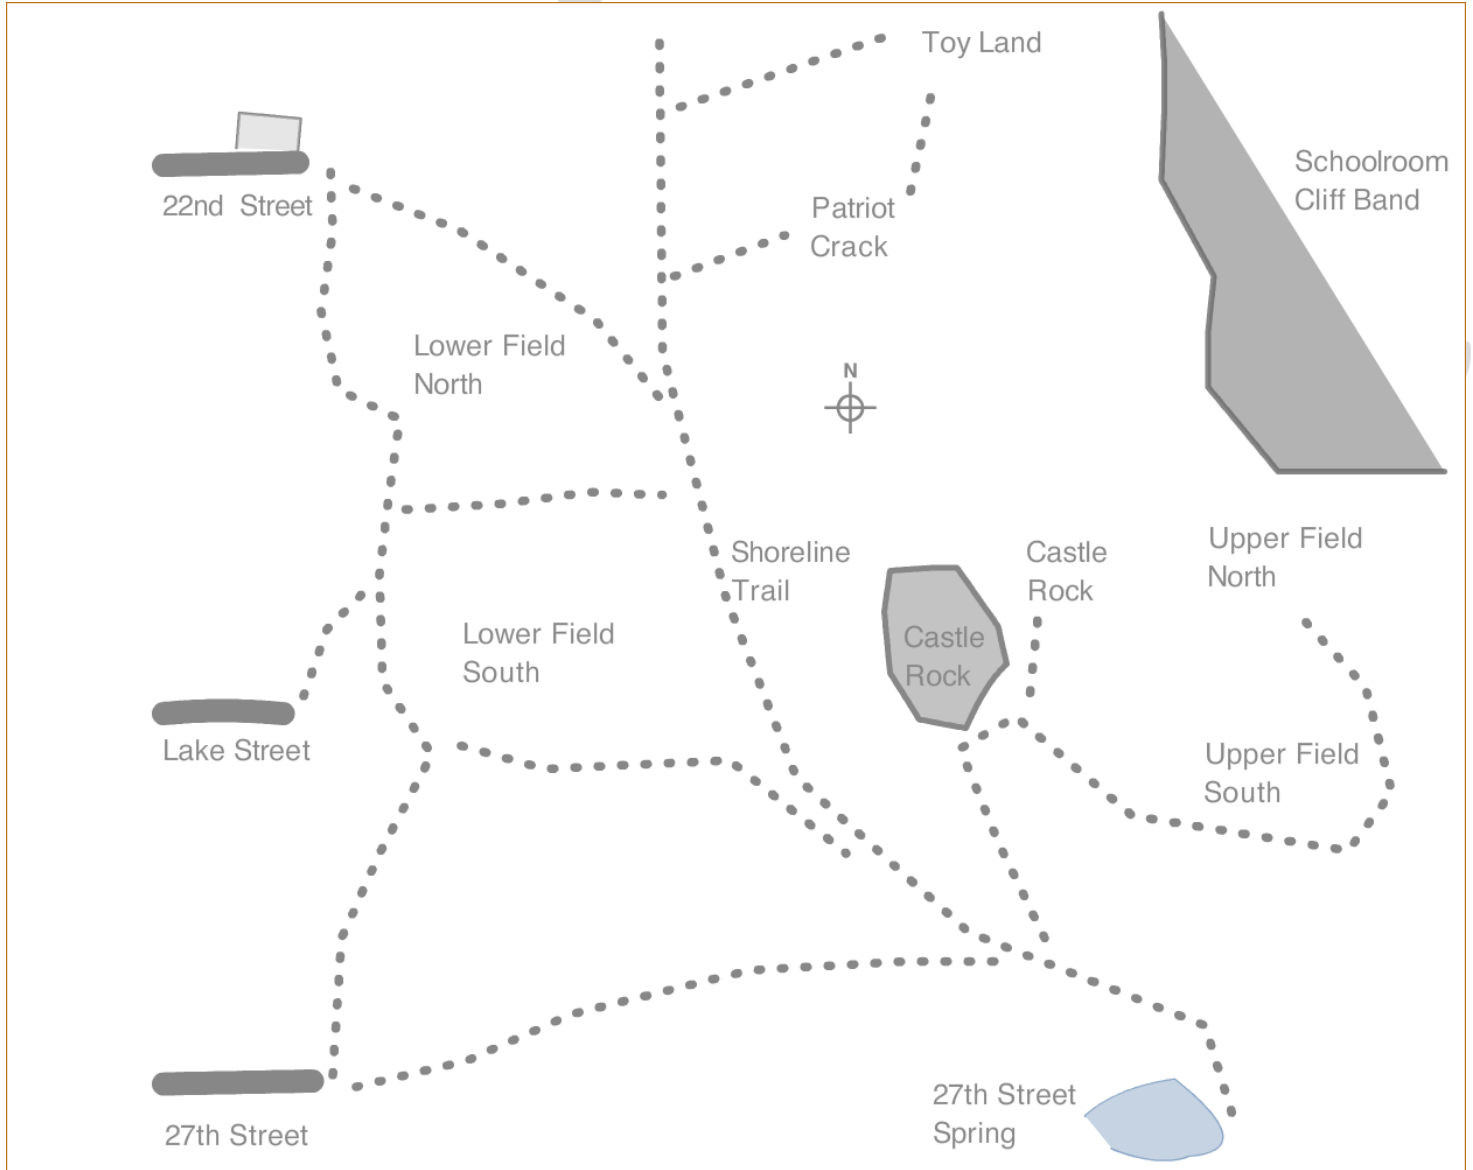 Toy Land
Schoolroom
Cliff Band
22nd Street
Patriot
Crack
Lower Field
North
N
Shoreline
Trail
Castle
Rock
Upper Field
North
Castle
Rock
Lower Field
South
Lake Street
Upper Field
South
27th Street
Spring
27th Street